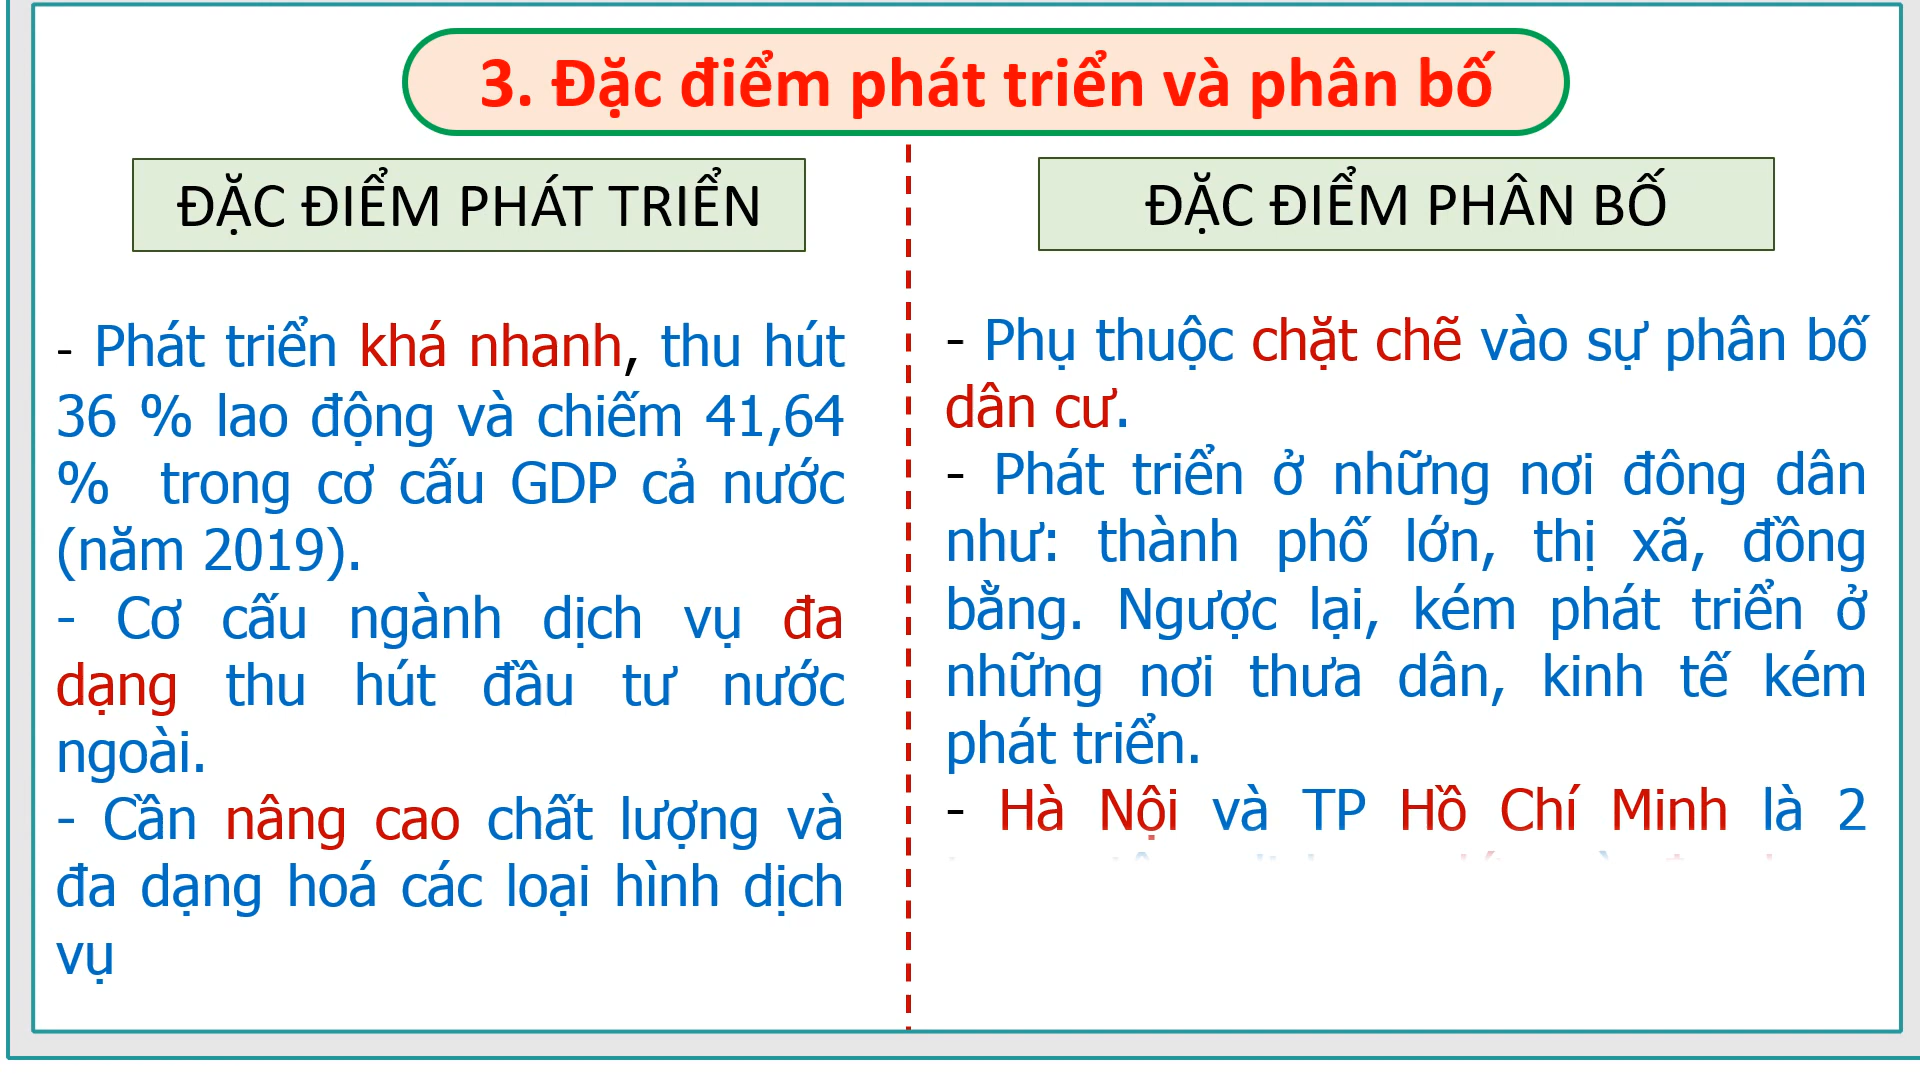 3. Đặc điểm phát triển và phân bố
ĐẶC ĐIỂM PHÁT TRIỂN
- Phát triển khá nhanh, thu hút
36 % lao động và chiếm 41,64
% trong cơ cấu GDP cả nước
(năm 2019).
- Cơ cấu ngành dịch vụ đa
dạng thu hút đầu tư nước
ngoài.
- Cần nâng cao chất lượng và
đa dạng hoá các loại hình dịch
vụ
ĐẶC ĐIỂM PHÂN BỐ
- Phụ thuộc chặt chẽ vào sự phân bố
dân cư.
- Phát triển ở những nơi đông dân
như: thành phố lớn, thị xã, đồng
bằng. Ngược lại, kém phát triển ở
những nơi thưa dân, kinh tế kém
phát triển.
- Hà Nội và TP Hồ Chí Minh là 2